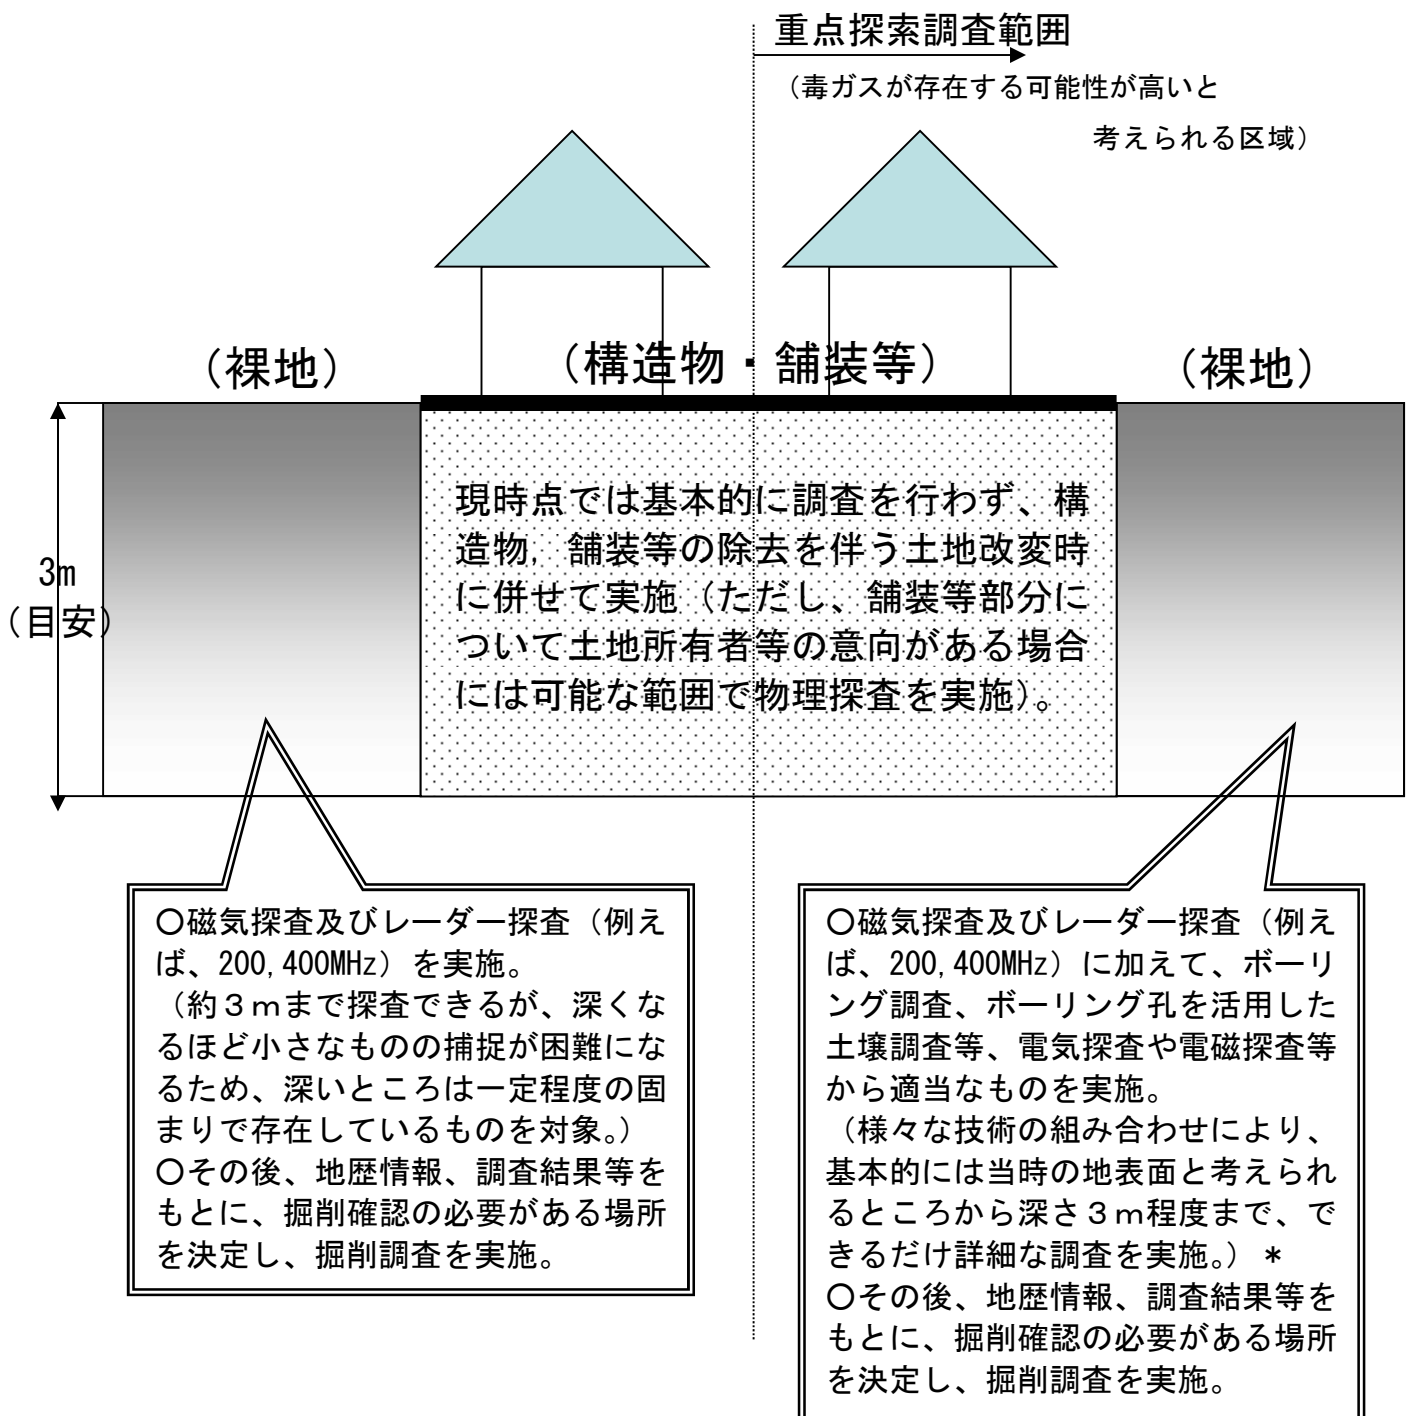 重点探索調査範囲
（毒ガスが存在する可能性が高いと
考えられる区域）
（裸地）
（構造物・舗装等）
（裸地）
3m
（目安）
現時点では基本的に調査を行わず、構
造物，舗装等の除去を伴う土地改変時
に併せて実施（ただし、舗装等部分に
ついて土地所有者等の意向がある場合
には可能な範囲で物理探査を実施）。
○磁気探査及びレーダー探査（例え
ば、200,400MHz）を実施。
（約３ｍまで探査できるが、深くな
るほど小さなものの捕捉が困難にな
るため、深いところは一定程度の固
まりで存在しているものを対象。）
○その後、地歴情報、調査結果等を
もとに、掘削確認の必要がある場所
を決定し、掘削調査を実施。
○磁気探査及びレーダー探査（例え
ば、200,400MHz）に加えて、ボーリ
ング調査、ボーリング孔を活用した
土壌調査等、電気探査や電磁探査等
から適当なものを実施。
（様々な技術の組み合わせにより、
基本的には当時の地表面と考えられ
るところから深さ３ｍ程度まで、で
きるだけ詳細な調査を実施。）＊
○その後、地歴情報、調査結果等を
もとに、掘削確認の必要がある場所
を決定し、掘削調査を実施。